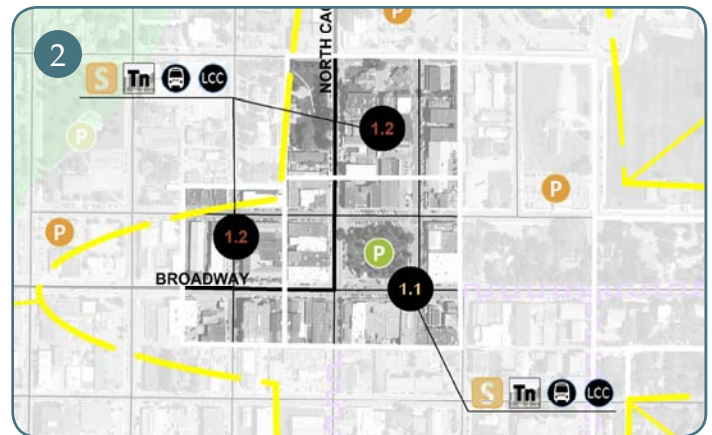 2
P
NORTH CAC
S Tn LCC
P
1.2
P
1.2
P
P
BROADWAY
1.1
S Tn LCC